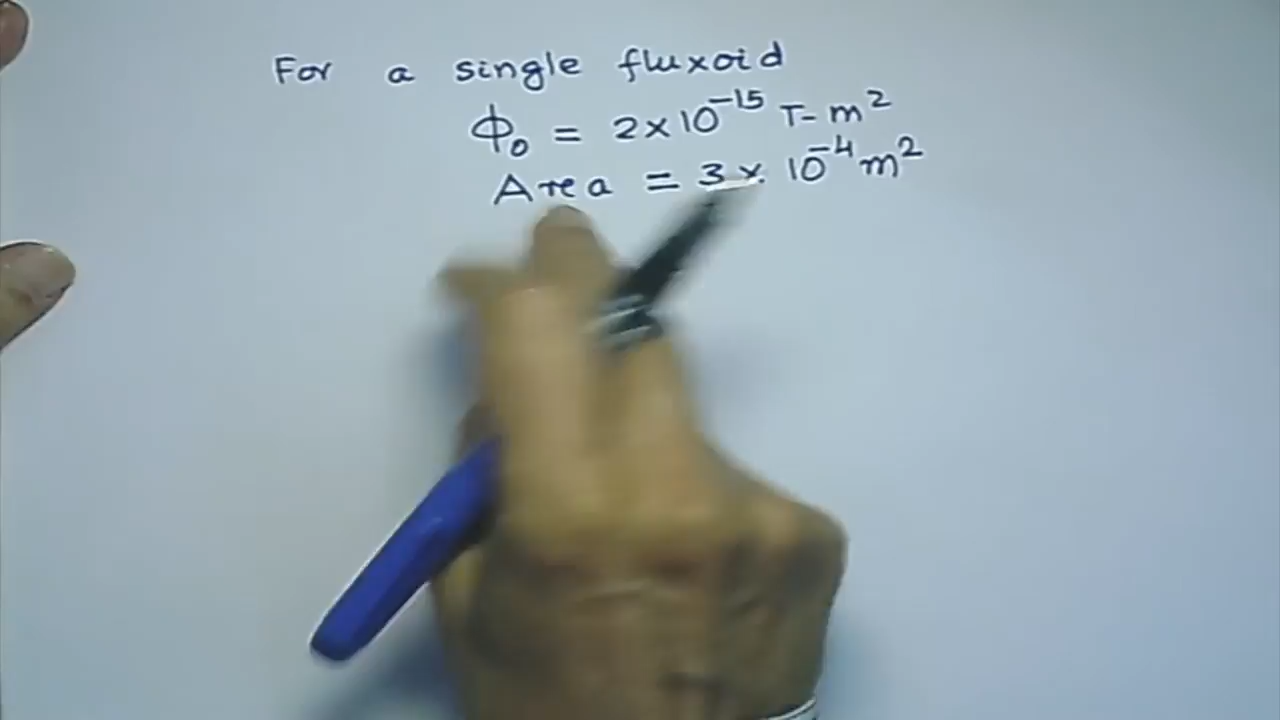 For a single fluxoid
Φ₀ = 2×10⁻¹⁵ T-m²
Area = 3× 10⁻⁴ m²